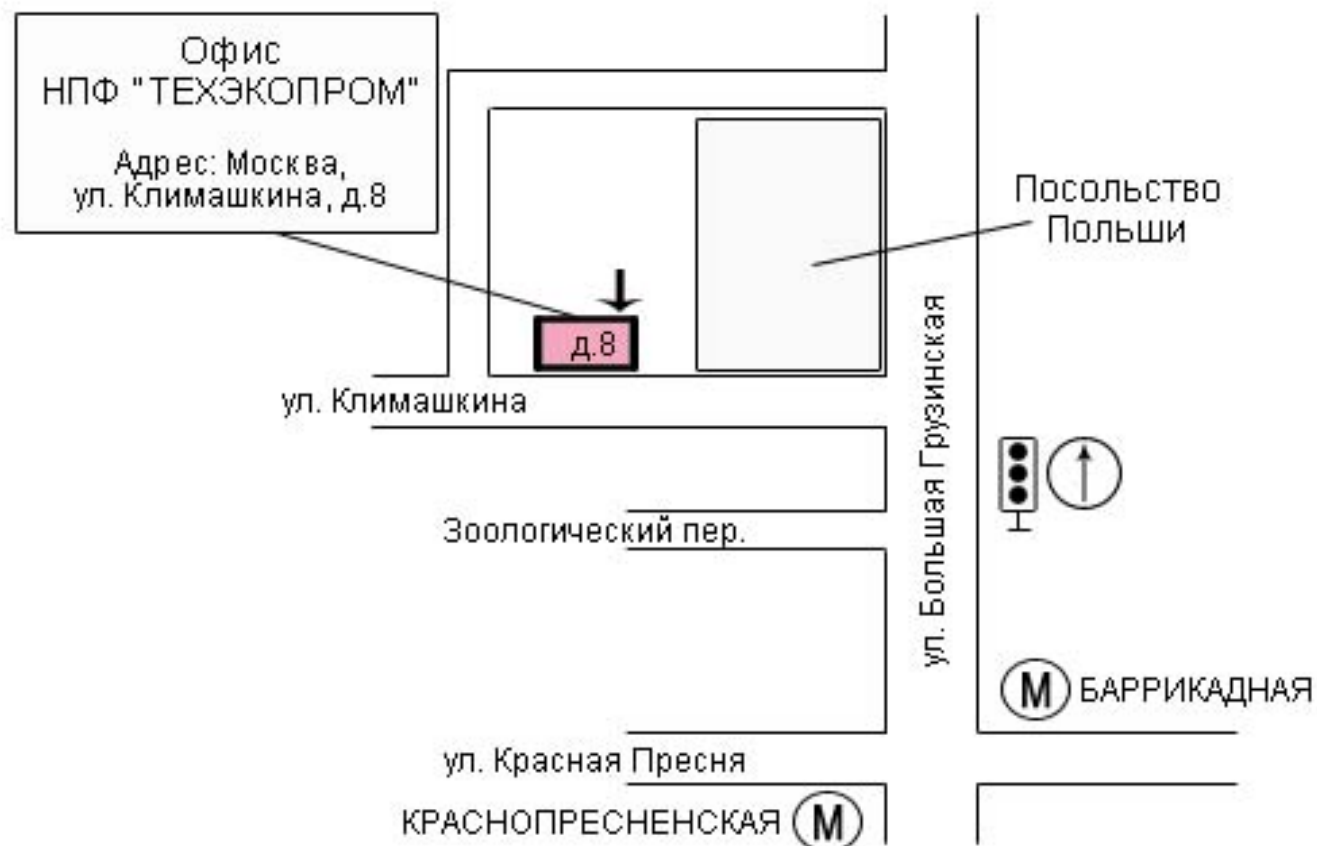 Офис
НПФ "ТЕХЭКОПРОМ"
Адрес: Москва,
ул. Климашкина, д.8
Посольство
Польши
д.8
ул. Климашкина
ул. Большая Грузинская
Зоологический пер.
М БАРРИКАДНАЯ
ул. Красная Пресня
КРАСНОПРЕСНЕНСКАЯ М